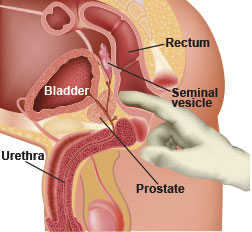 Rectum
Bladder
Seminal
vesicle
Urethra
Prostate